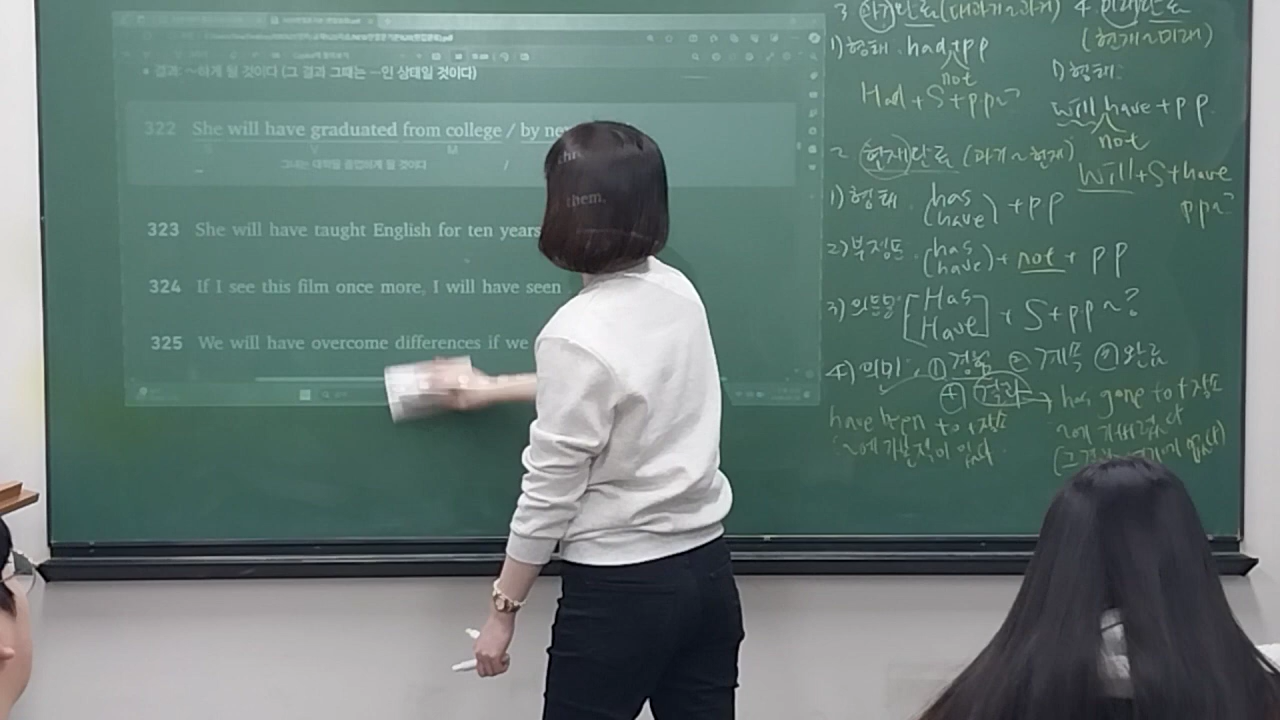 • 결과: ~하게 될 것이다 (그 결과 그때는 ~인 상태일 것이다)
322 She will have graduated from college / by ne
S V M
그녀는 대학을 졸업하게 될 것이다 /
them.
323 She will have taught English for ten years
324 If I see this film once more, I will have seen
325 We will have overcome differences if we
3 과거완료(대과거~과거)
1) 형태. had+pp
not
Had + S + pp~?
2 현재완료 (과거~현재)
1) 형태. (has
have) + pp
2) 부정문. (has
have) + not + pp
3) 의문문 [Has
Have] + S + pp ~?
4) 의미: ① 경험 ② 계속 ③ 완료
④ 결과 → has gone to + 장소
have been to + 장소
~에 가본 적이 있다
~에 가버렸다
4. 미래완료
(현재~미래)
1) 형태:
will have + pp.
not
Will + S + have
pp~?